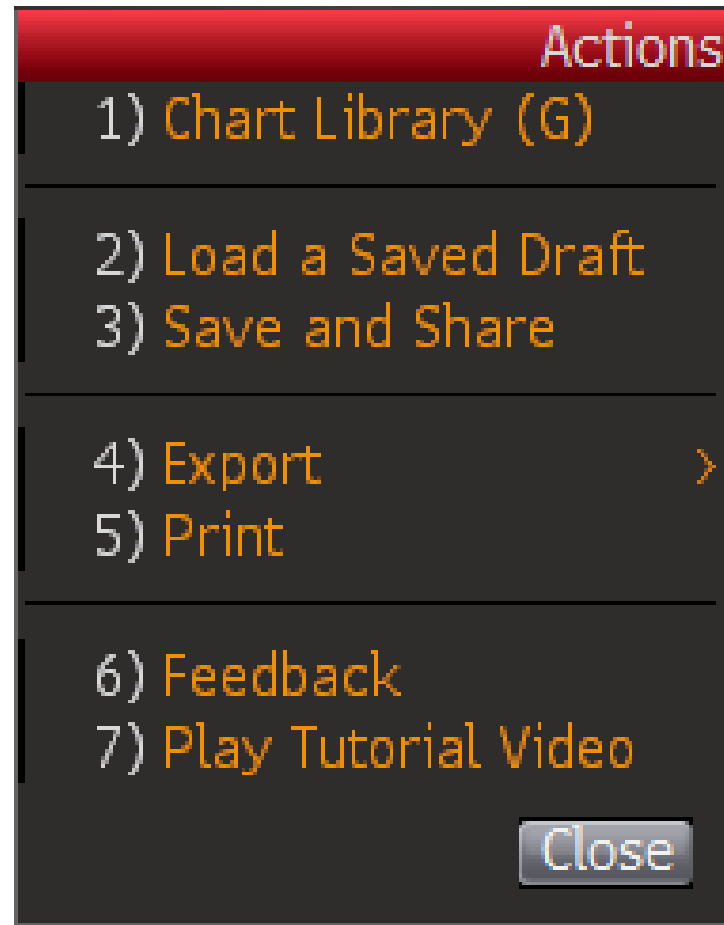 Actions
1) Chart Library (G)
2) Load a Saved Draft
3) Save and Share
4) Export >
5) Print
6) Feedback
7) Play Tutorial Video
Close